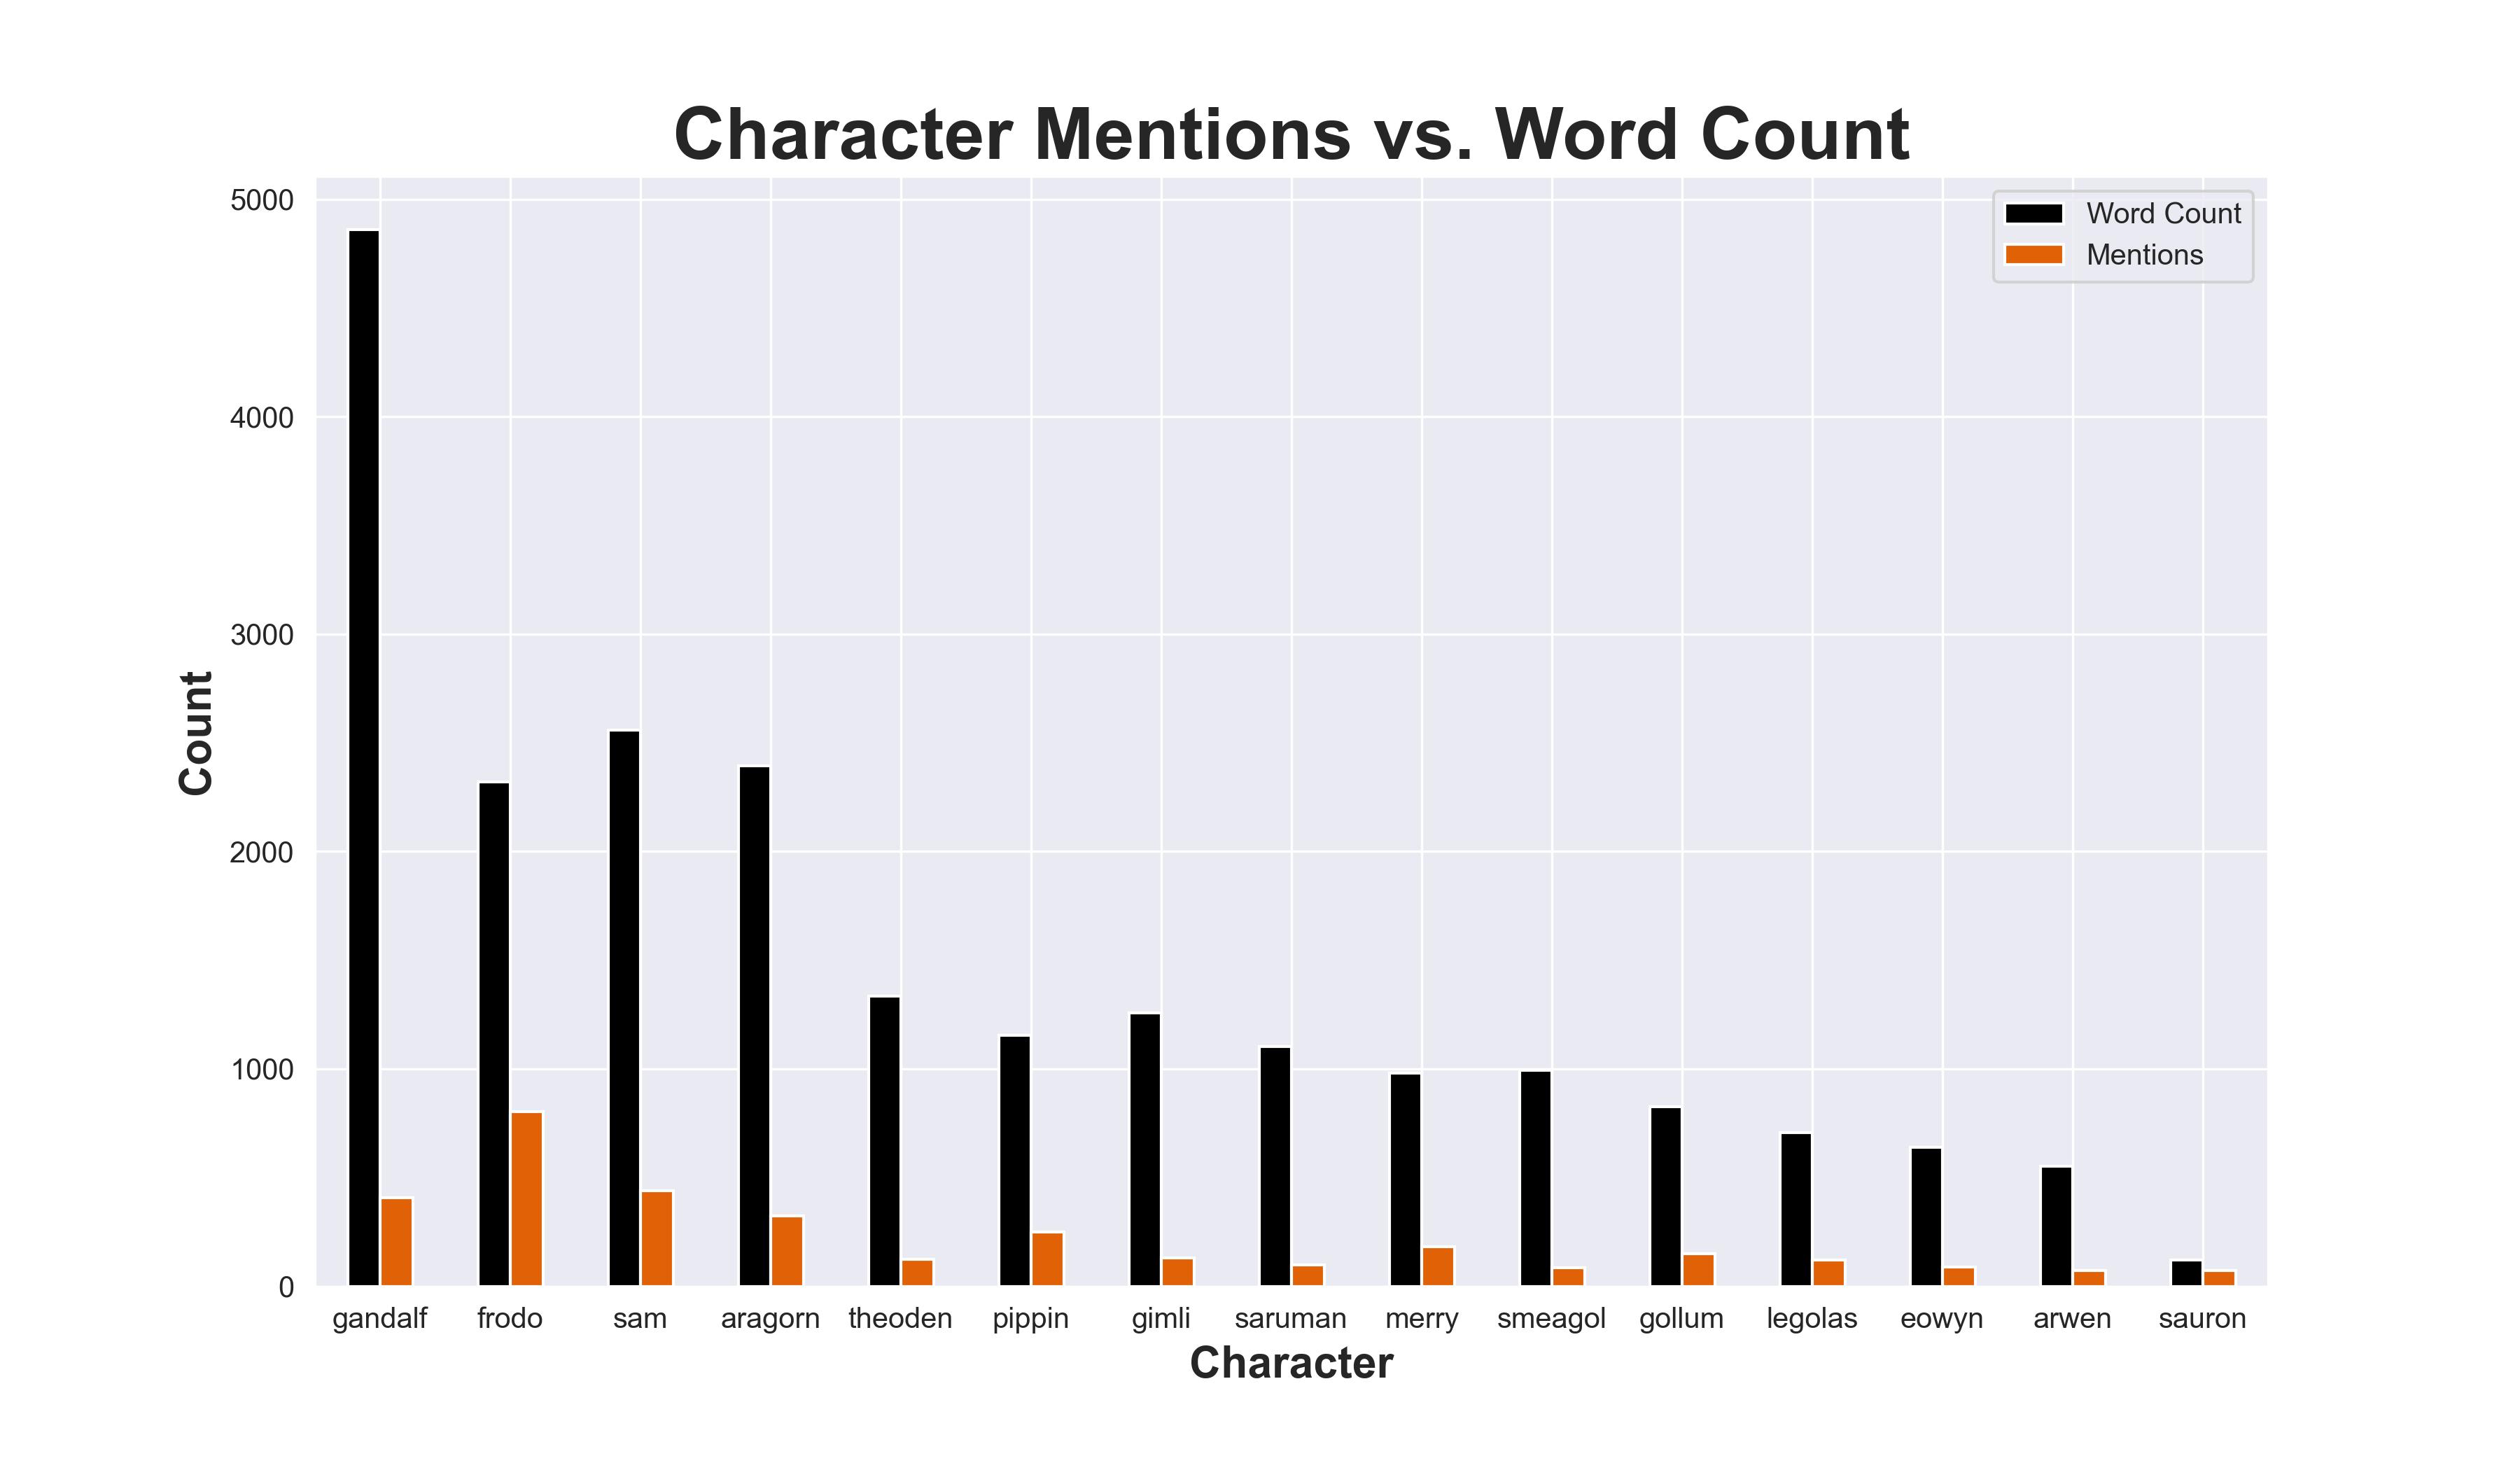 Character Mentions vs. Word Count
Word Count
Mentions
5000
4000
3000
2000
1000
0
Count
gandalf frodo sam aragorn theoden pippin gimli saruman merry smeagol gollum legolas eowyn arwen sauron
Character